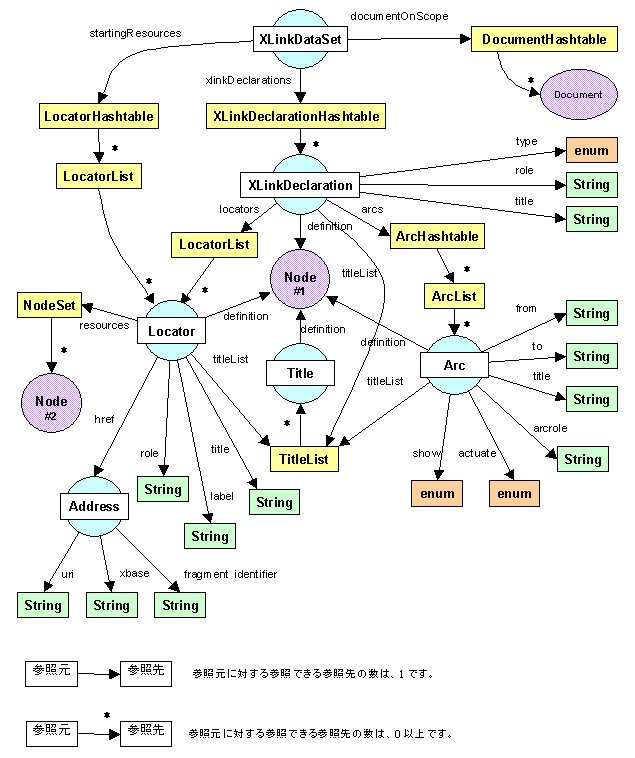 documentOnScope
startingResources
XLinkDataSet
DocumentHashtable
xlinkDeclarations
*
Document
LocatorHashtable
XLinkDeclarationHashtable
*
*
type
enum
LocatorList
role
XLinkDeclaration
String
title
locators
arcs
String
definition
LocatorList
ArcHashtable
titleList
*
Node
#1
*
*
ArcList
NodeSet
from
String
resources
definition
definition
*
Locator
definition
to
*
String
titleList
Title
titleList
Arc
title
Node
#2
String
href
*
arcrole
role
title
TitleList
show
actuate
String
String
label
String
enum
enum
Address
String
uri
xbase
fragment identifier
String
String
String
参照元
参照先
参照元に対する参照できる参照先の数は、1 です。
*
参照元
参照先
参照元に対する参照できる参照先の数は、0 以上です。